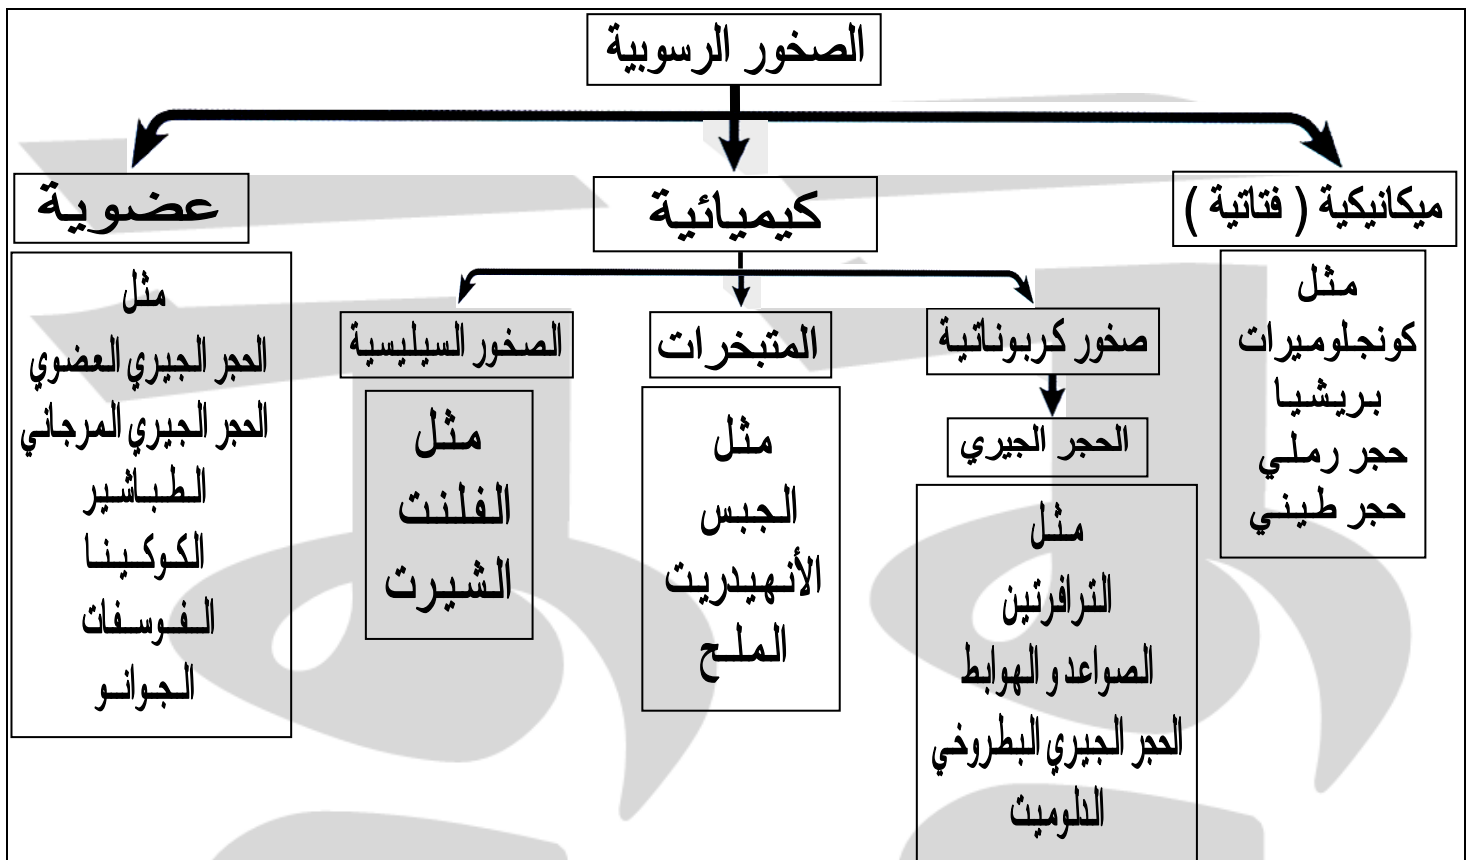 الصخور الرسوبية
ميكانيكية ( فتاتية )
مثل
كونجلوميرات
بريشيا
حجر رملي
حجر طيني
كيميائية
صخور كربوناتية
الحجر الجيري
مثل
الترافرتين
الصواعد و الهوابط
الحجر الجيري البطروخي
الدلوميت
المتبخرات
مثل
الجبس
الأنهيدريت
الملح
الصخور السيليسية
مثل
الفلنت
الشيرت
عضوية
مثل
الحجر الجيري العضوي
الحجر الجيري المرجاني
الطباشير
الكوكينا
الفوسفات
الجوانو